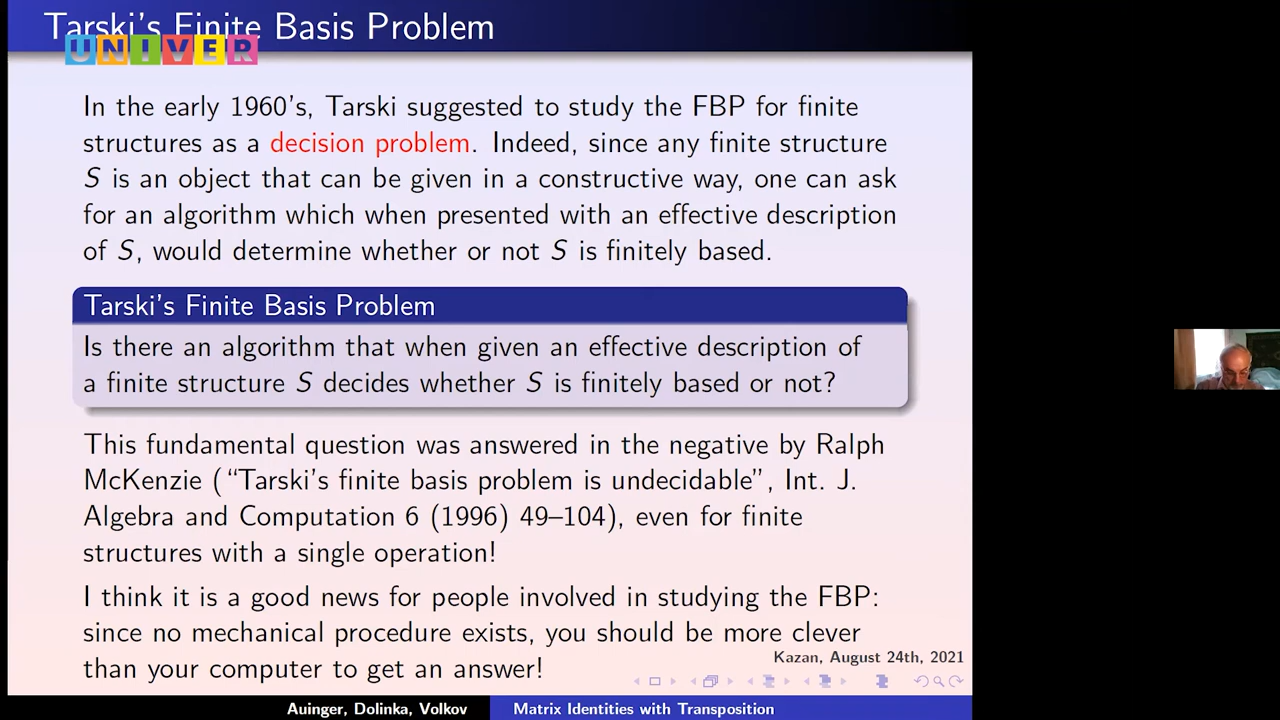 Tarski's Finite Basis Problem
UNIVER
In the early 1960's, Tarski suggested to study the FBP for finite
structures as a decision problem. Indeed, since any finite structure
S is an object that can be given in a constructive way, one can ask
for an algorithm which when presented with an effective description
of S, would determine whether or not S is finitely based.
Tarski's Finite Basis Problem
Is there an algorithm that when given an effective description of
a finite structure S decides whether S is finitely based or not?
This fundamental question was answered in the negative by Ralph
McKenzie (“Tarski's finite basis problem is undecidable”, Int. J.
Algebra and Computation 6 (1996) 49–104), even for finite
structures with a single operation!
I think it is a good news for people involved in studying the FBP:
since no mechanical procedure exists, you should be more clever
than your computer to get an answer!
Kazan, August 24th, 2021
Auinger, Dolinka, Volkov Matrix Identities with Transposition